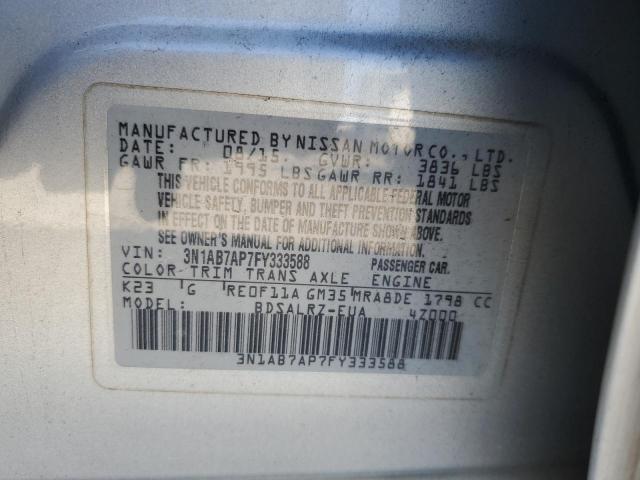 MANUFACTURED BY NISSAN MOTOR CO., LTD.
DATE: 08/15 GVWR: 3836 LBS
GAWR FR: 1995 LBS GAWR RR: 1841 LBS
THIS VEHICLE CONFORMS TO ALL APPLICABLE FEDERAL MOTOR
VEHICLE SAFETY, BUMPER AND THEFT PREVENTION STANDARDS
IN EFFECT ON THE DATE OF MANUFACTURE SHOWN ABOVE.
SEE OWNER'S MANUAL FOR ADDITIONAL INFORMATION.
VIN: 3N1AB7AP7FY333588 PASSENGER CAR.
COLOR TRIM TRANS AXLE ENGINE
K23 G RE0F11A GM35 MRA8DE 1798 CC
MODEL: BDSALRZ-EUA 4Z000
3N1AB7AP7FY333588